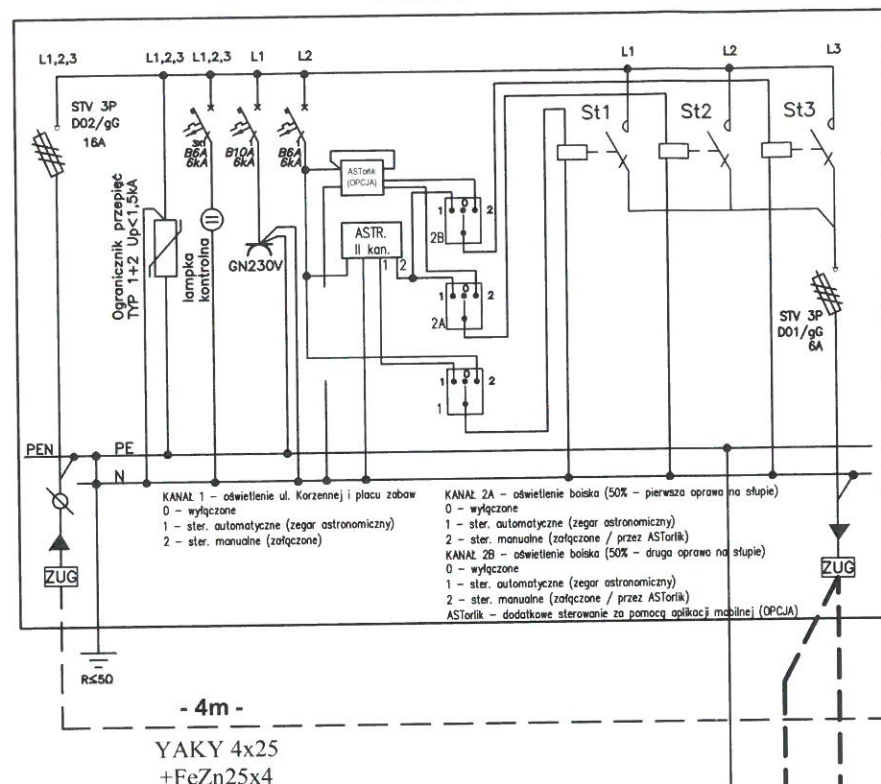 L1,2,3
L1,2,3
L1,2,3
L1
L2
L1
L2
L3
STV 3P
D02/gG
16A
Ogranicznik przepięć
TYP 1+2 Up<1,5kA
3x1
B6A
6kA
lampka
kontrolna
1
B10A
6kA
GN230V
1
B6A
6kA
ASTorlik
(OPCJA)
ASTR.
II kan.
1 2
1 0 2
2B
1 0 2
2A
1 0 2
1
St1
St2
St3
STV 3P
D01/gG
6A
PEN
PE
N
KANAŁ 1 – oświetlenie ul. Korzennej i placu zabaw
0 – wyłączone
1 – ster. automatyczne (zegar astronomiczny)
2 – ster. manualne (załączone)
KANAŁ 2A – oświetlenie boiska (50% – pierwsza oprawa na słupie)
0 – wyłączone
1 – ster. automatyczne (zegar astronomiczny)
2 – ster. manualne (załączone / przez ASTorlik)
KANAŁ 2B – oświetlenie boiska (50% – druga oprawa na słupie)
0 – wyłączone
1 – ster. automatyczne (zegar astronomiczny)
2 – ster. manualne (załączone / przez ASTorlik)
ASTorlik – dodatkowe sterowanie za pomocą aplikacji mobilnej (OPCJA)
ZUG
ZUG
R≤5Ω
- 4m -
YAKY 4x25
+FeZn25x4